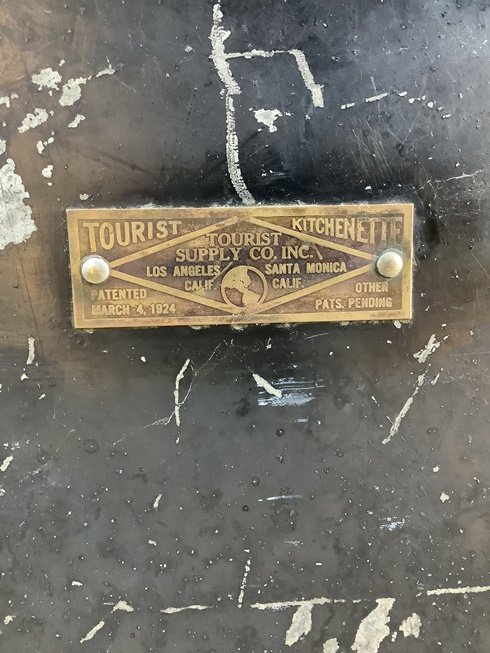 TOURIST KITCHENETTE
TOURIST
SUPPLY CO. INC.
LOS ANGELES SANTA MONICA
CALIF. CALIF.
PATENTED OTHER
MARCH 4, 1924 PATS. PENDING